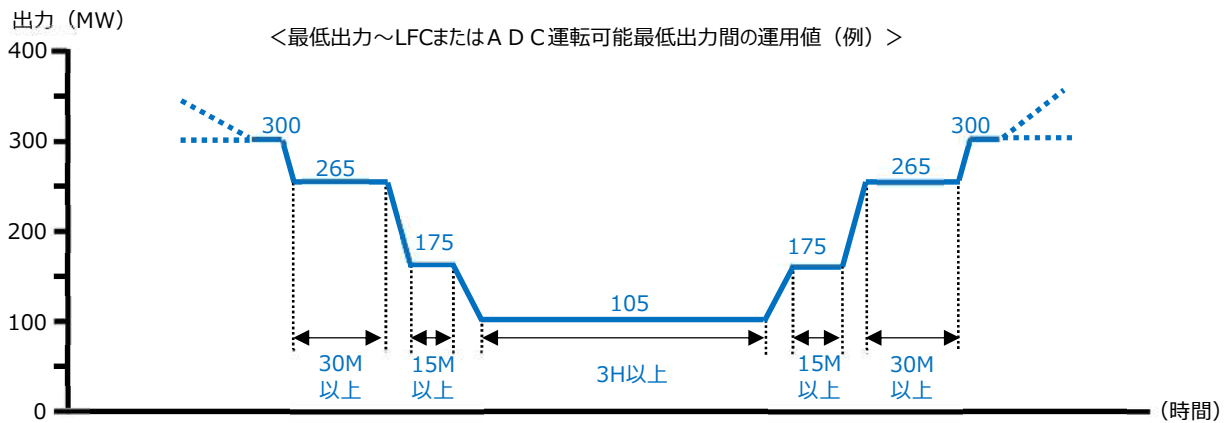 出力（MW）
＜最低出力～LFCまたはＡＤＣ運転可能最低出力間の運用値（例）＞
400
300
200
100
0
300
265
175
105
175
265
300
30M
以上
15M
以上
3H以上
15M
以上
30M
以上
（時間）